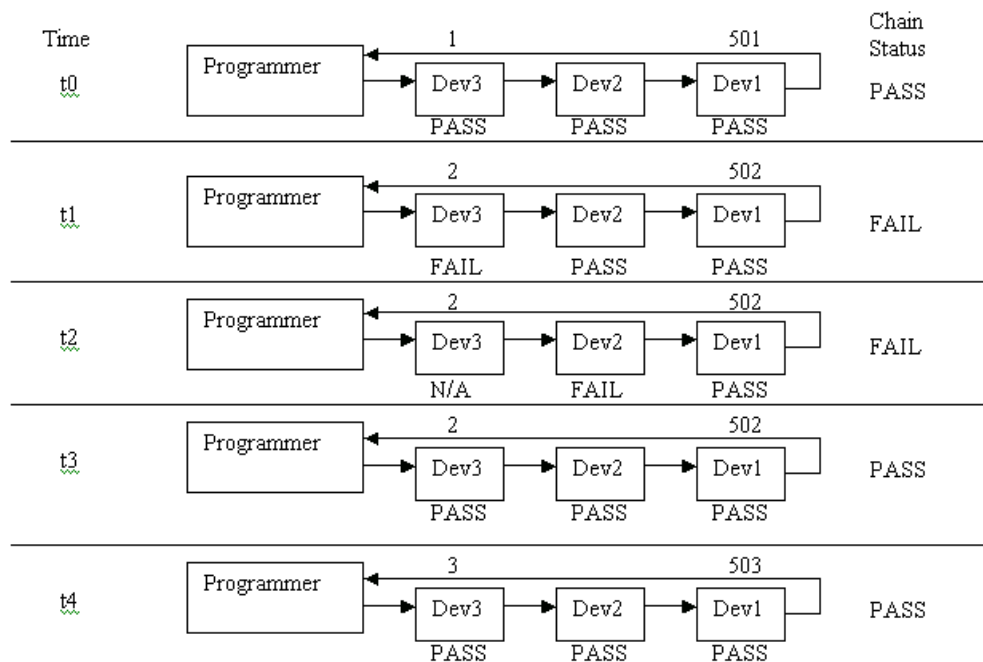 Time
Chain
Status
1 501
Programmer
t0
Dev3 Dev2 Dev1
PASS
PASS PASS PASS
2 502
Programmer
t1
Dev3 Dev2 Dev1
FAIL
FAIL PASS PASS
2 502
Programmer
t2
Dev3 Dev2 Dev1
FAIL
N/A FAIL PASS
2 502
Programmer
t3
Dev3 Dev2 Dev1
PASS
PASS PASS PASS
3 503
Programmer
t4
Dev3 Dev2 Dev1
PASS
PASS PASS PASS